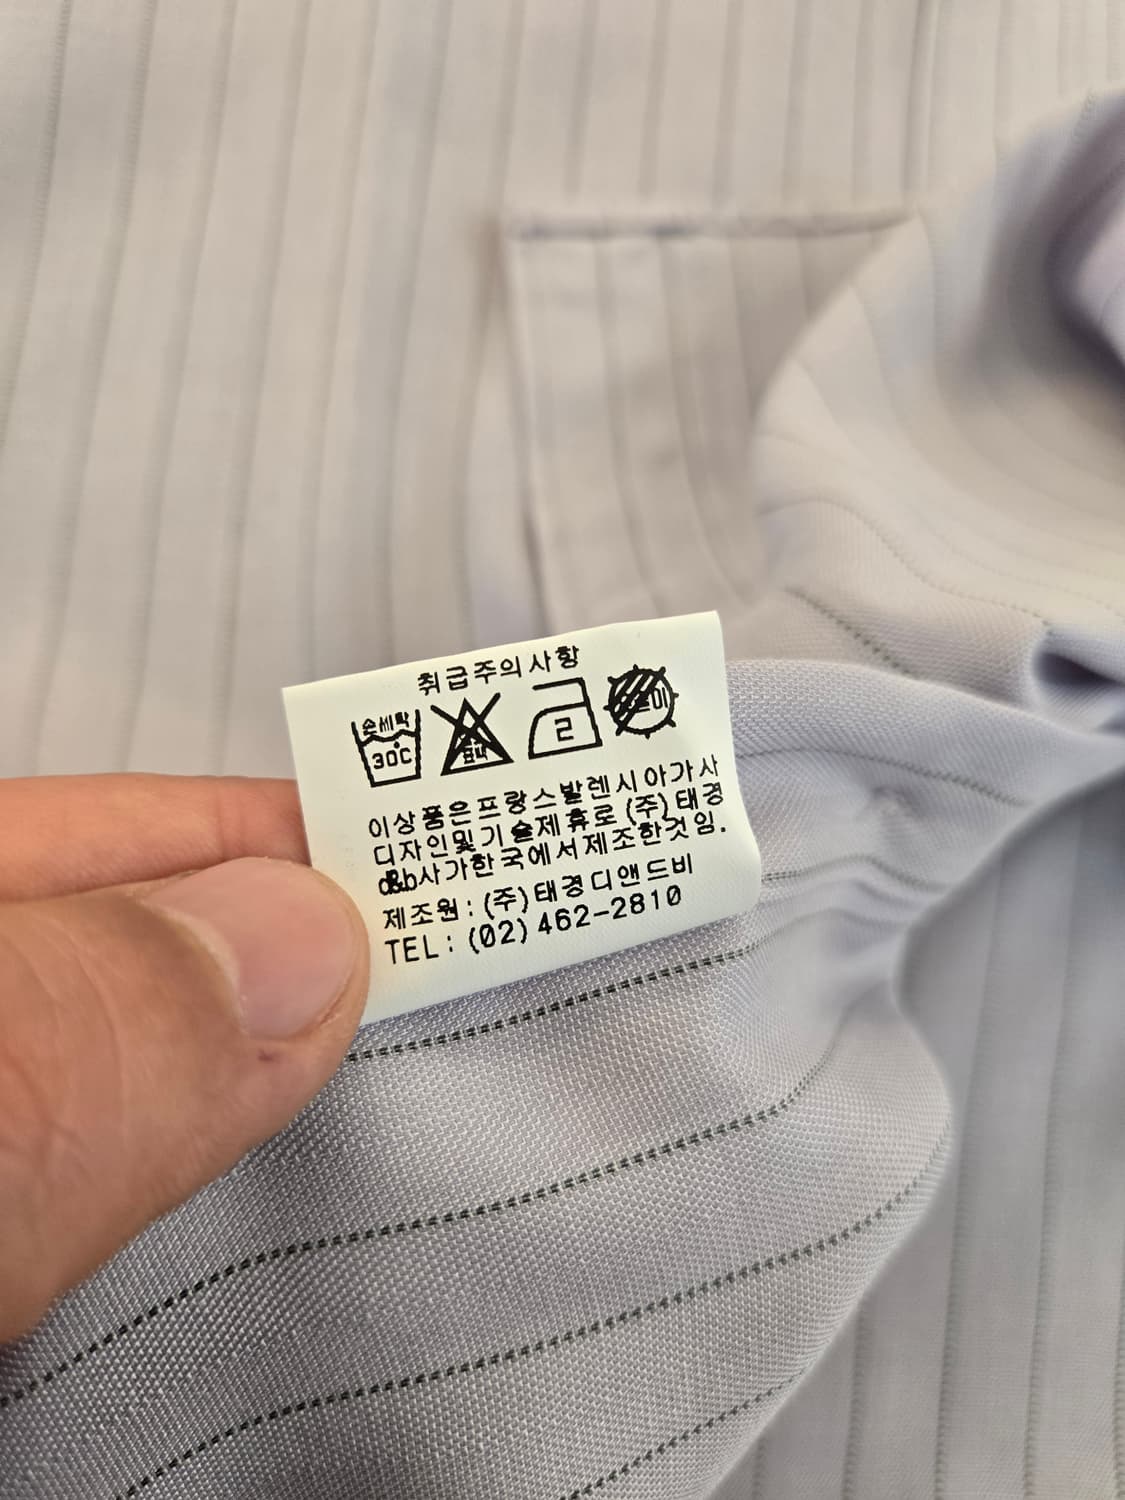 취급주의사항
손세탁
30°C
2
이상품은프랑스발렌시아가사
디자인및기술제휴로(주)태경
d&b사가한국에서제조한것임.
제조원:(주)태경디앤드비
TEL:(02)462-2810